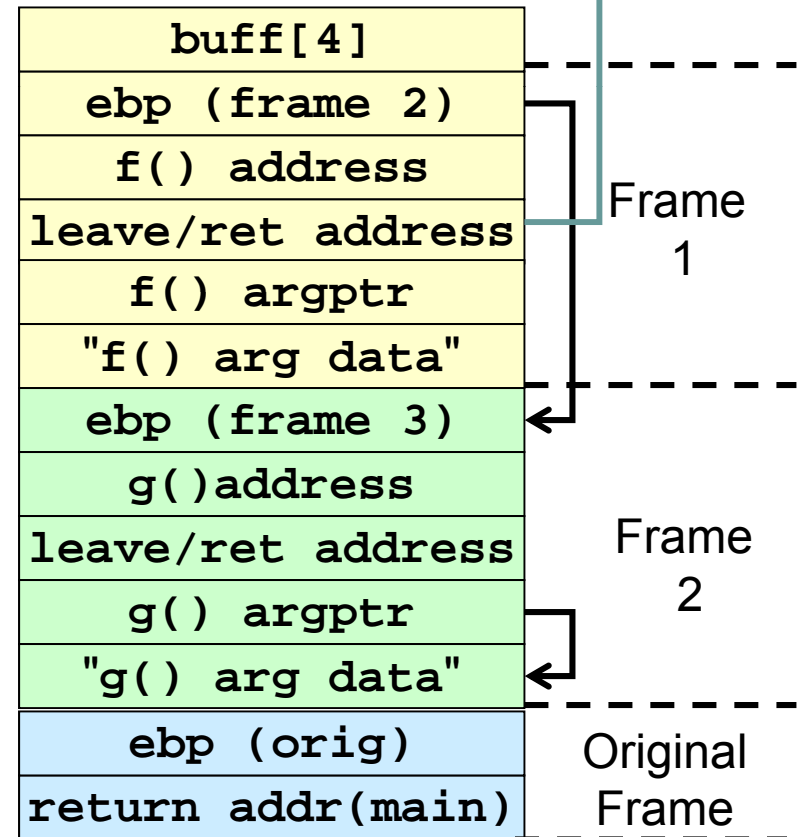 buff[4]
ebp (frame 2)
f() address
leave/ret address
f() argptr
"f() arg data"
Frame
1
ebp (frame 3)
g()address
leave/ret address
g() argptr
"g() arg data"
Frame
2
ebp (orig)
return addr(main)
Original
Frame